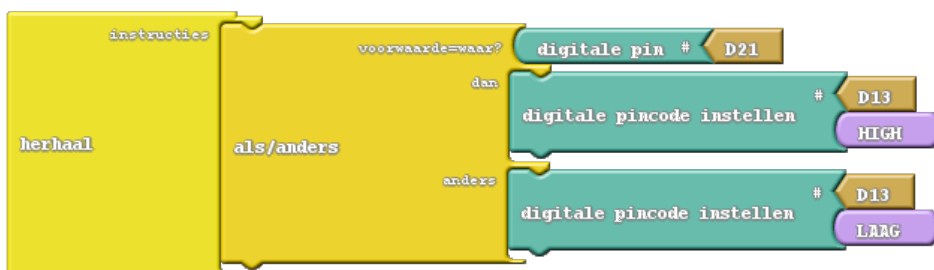 instructies
voorwaarde=waar?
digitale pin # D21
dan
digitale pincode instellen # D13
HIGH
herhaal
als/anders
anders
digitale pincode instellen # D13
LAAG